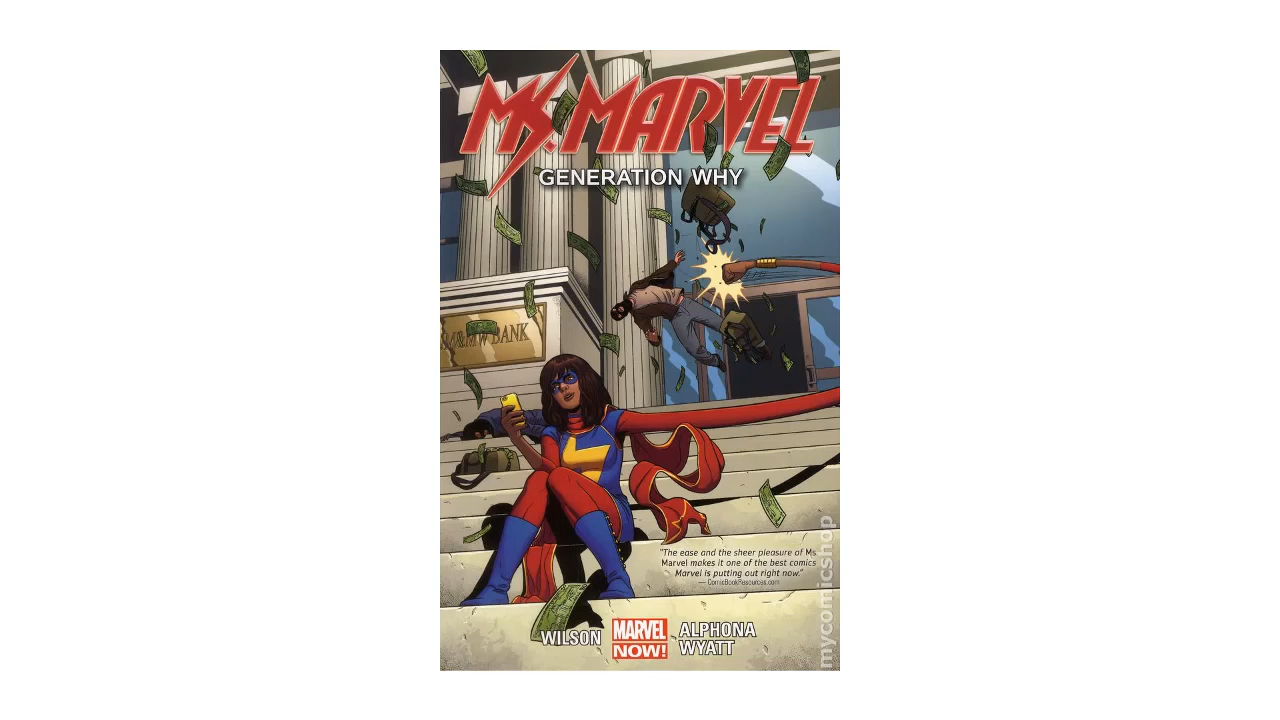 MS. MARVEL
GENERATION WHY
BANK
"The ease and the sheer pleasure of Ms
Marvel makes it one of the best comics
Marvel is putting out right now."
— ComicBookResources.com
WILSON
MARVEL
NOW!
ALPHONA
WYATT
mycomicshop